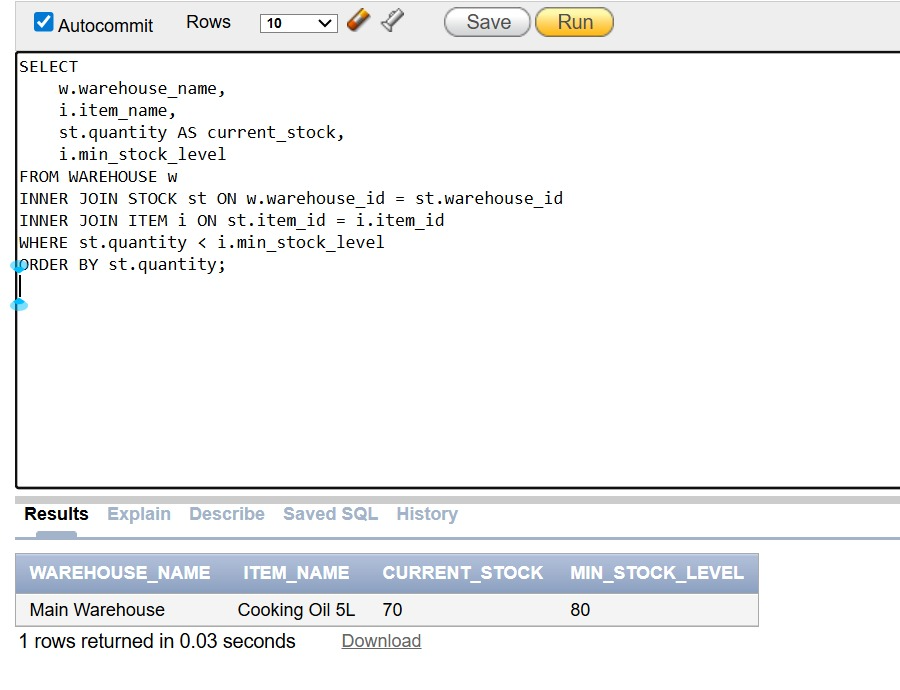 Autocommit Rows 10 Save Run
SELECT
    w.warehouse_name,
    i.item_name,
    st.quantity AS current_stock,
    i.min_stock_level
FROM WAREHOUSE w
INNER JOIN STOCK st ON w.warehouse_id = st.warehouse_id
INNER JOIN ITEM i ON st.item_id = i.item_id
WHERE st.quantity < i.min_stock_level
ORDER BY st.quantity;
Results Explain Describe Saved SQL History
WAREHOUSE_NAME ITEM_NAME CURRENT_STOCK MIN_STOCK_LEVEL
Main Warehouse Cooking Oil 5L 70 80
1 rows returned in 0.03 seconds Download